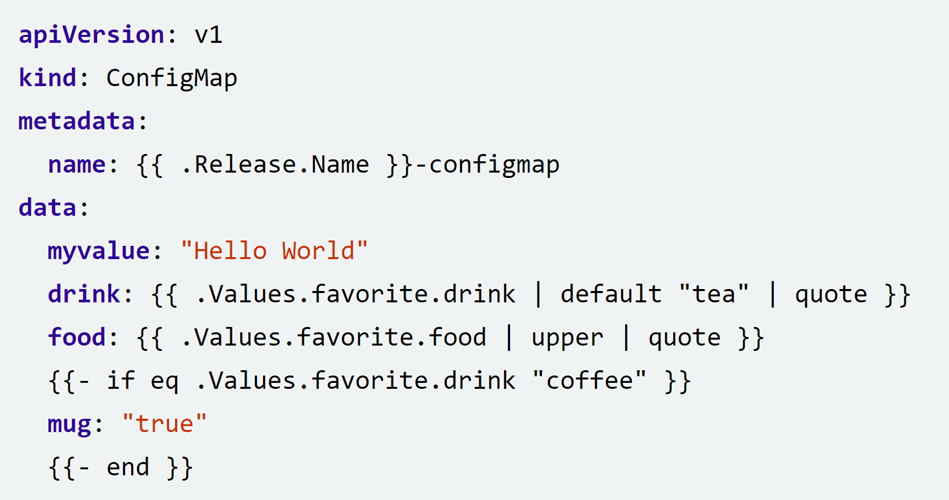 apiVersion: v1
kind: ConfigMap
metadata:
  name: {{ .Release.Name }}-configmap
data:
  myvalue: "Hello World"
  drink: {{ .Values.favorite.drink | default "tea" | quote }}
  food: {{ .Values.favorite.food | upper | quote }}
  {{- if eq .Values.favorite.drink "coffee" }}
  mug: "true"
  {{- end }}